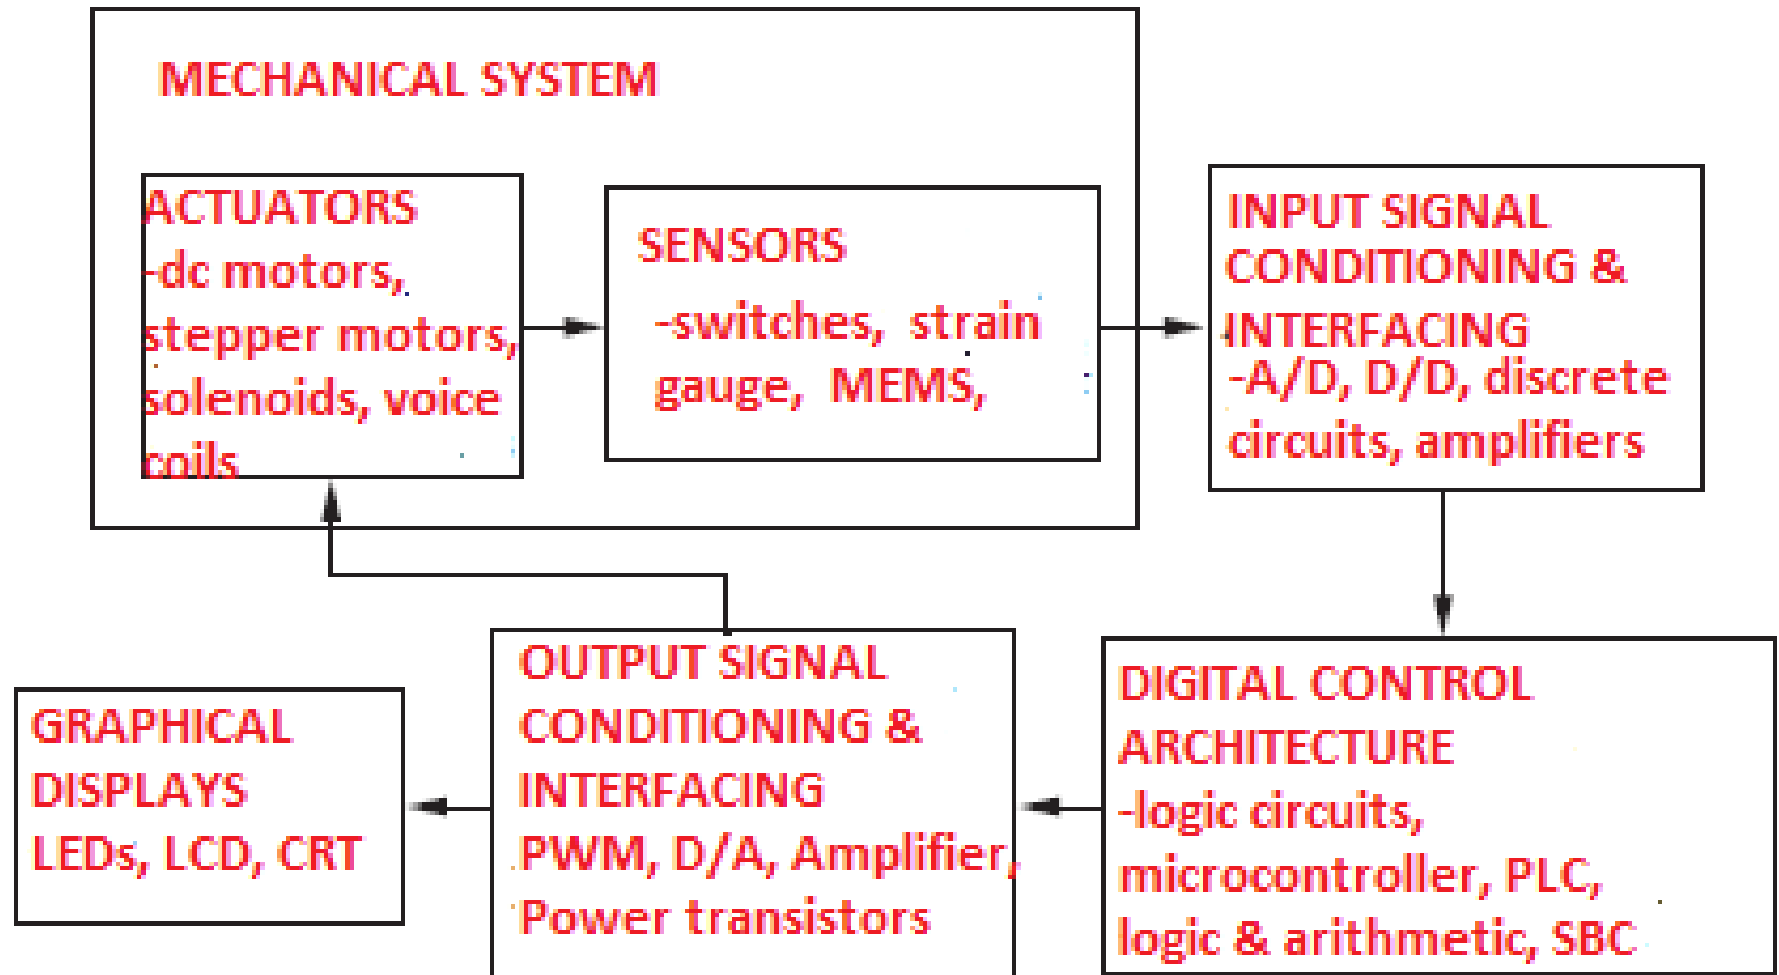 MECHANICAL SYSTEM
ACTUATORS
-dc motors,
stepper motors,
solenoids, voice
coils
SENSORS
-switches, strain
gauge, MEMS,
INPUT SIGNAL
CONDITIONING &
INTERFACING
-A/D, D/D, discrete
circuits, amplifiers
GRAPHICAL
DISPLAYS
LEDs, LCD, CRT
OUTPUT SIGNAL
CONDITIONING &
INTERFACING
PWM, D/A, Amplifier,
Power transistors
DIGITAL CONTROL
ARCHITECTURE
-logic circuits,
microcontroller, PLC,
logic & arithmetic, SBC